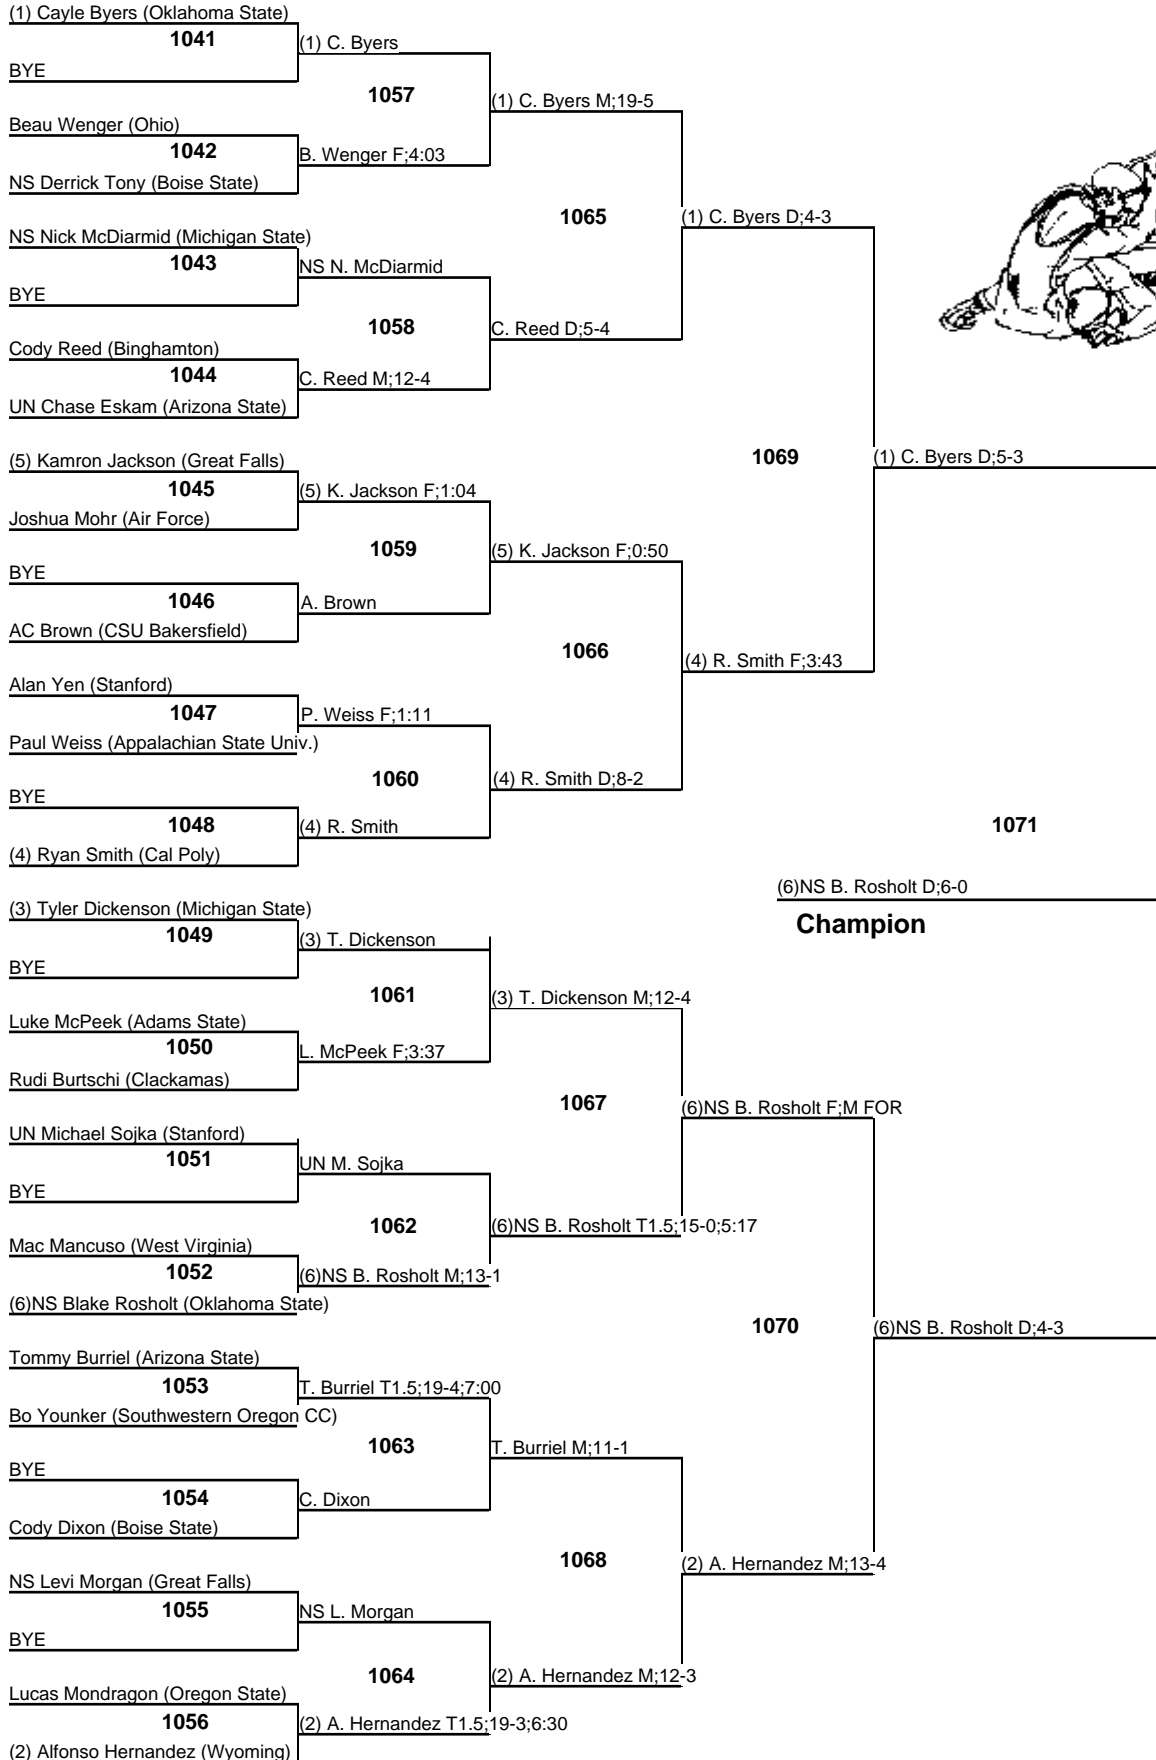 (1) Cayle Byers (Oklahoma State)
1041
(1) C. Byers
BYE
1057
(1) C. Byers M;19-5
Beau Wenger (Ohio)
1042
B. Wenger F;4:03
NS Derrick Tony (Boise State)
1065
(1) C. Byers D;4-3
NS Nick McDiarmid (Michigan State)
1043
NS N. McDiarmid
BYE
1058
C. Reed D;5-4
Cody Reed (Binghamton)
1044
C. Reed M;12-4
UN Chase Eskam (Arizona State)
1069
(1) C. Byers D;5-3
(5) Kamron Jackson (Great Falls)
1045
(5) K. Jackson F;1:04
Joshua Mohr (Air Force)
1059
(5) K. Jackson F;0:50
BYE
1046
A. Brown
AC Brown (CSU Bakersfield)
1066
(4) R. Smith F;3:43
Alan Yen (Stanford)
1047
P. Weiss F;1:11
Paul Weiss (Appalachian State Univ.)
1060
(4) R. Smith D;8-2
BYE
1048
(4) R. Smith
(4) Ryan Smith (Cal Poly)
1071
(6)NS B. Rosholt D;6-0
Champion
(3) Tyler Dickenson (Michigan State)
1049
(3) T. Dickenson
BYE
1061
(3) T. Dickenson M;12-4
Luke McPeek (Adams State)
1050
L. McPeek F;3:37
Rudi Burtschi (Clackamas)
1067
(6)NS B. Rosholt F;M FOR
UN Michael Sojka (Stanford)
1051
UN M. Sojka
BYE
1062
(6)NS B. Rosholt T1.5;15-0;5:17
Mac Mancuso (West Virginia)
1052
(6)NS B. Rosholt M;13-1
(6)NS Blake Rosholt (Oklahoma State)
1070
(6)NS B. Rosholt D;4-3
Tommy Burriel (Arizona State)
1053
T. Burriel T1.5;19-4;7:00
Bo Younker (Southwestern Oregon CC)
1063
T. Burriel M;11-1
BYE
1054
C. Dixon
Cody Dixon (Boise State)
1068
(2) A. Hernandez M;13-4
NS Levi Morgan (Great Falls)
1055
NS L. Morgan
BYE
1064
(2) A. Hernandez M;12-3
Lucas Mondragon (Oregon State)
1056
(2) A. Hernandez T1.5;19-3;6:30
(2) Alfonso Hernandez (Wyoming)